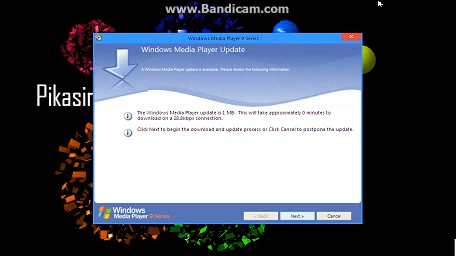 www.Bandicam.com
Windows Media Player 9 Series
Windows Media Player Update
A Windows Media Player update is available. Please review the following information.
Pikasin
The Windows Media Player update is 1 MB. This will take approximately 0 minutes to
download on a 28.8kbps connection.
Click Next to begin the download and update process or Click Cancel to postpone the update.
Windows
Media Player 9 Series
< Back
Next >
Cancel